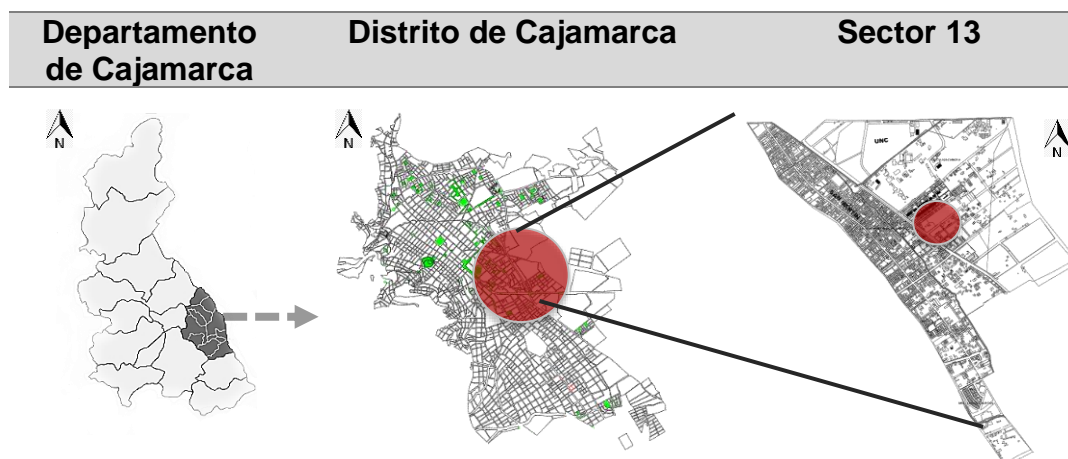 Departamento
de Cajamarca
Distrito de Cajamarca
Sector 13
N
N
N
UNC